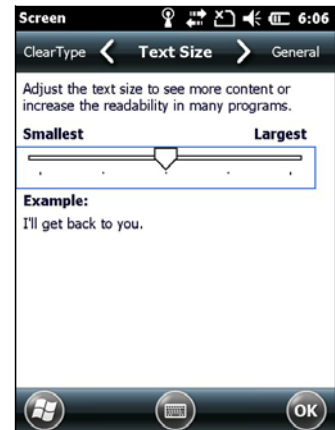 Screen 6:06
ClearType Text Size General
Adjust the text size to see more content or
increase the readability in many programs.
Smallest Largest
Example:
I'll get back to you.
OK